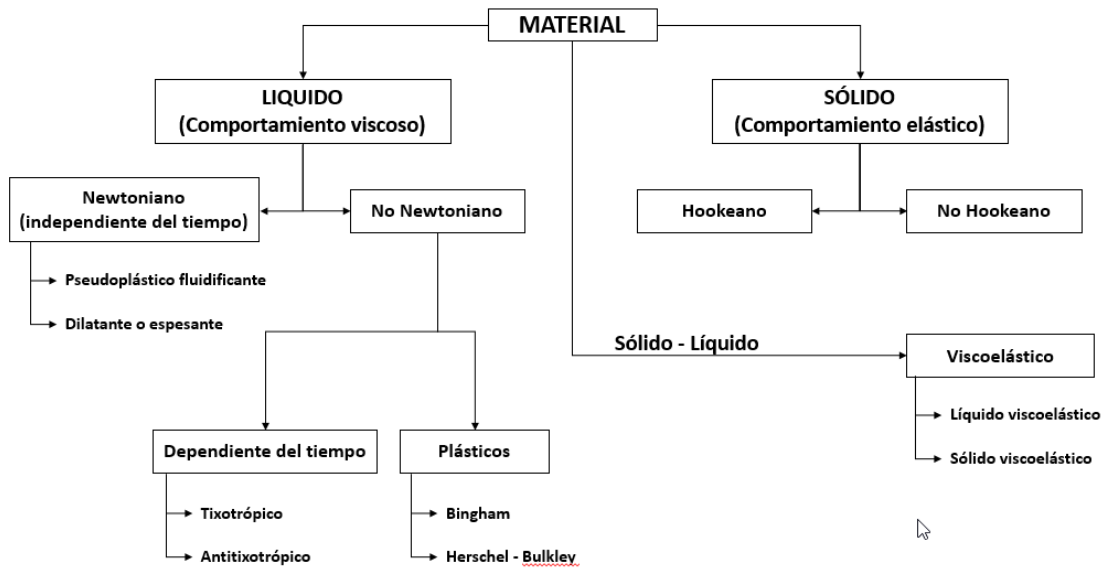 MATERIAL
LIQUIDO
(Comportamiento viscoso)
SÓLIDO
(Comportamiento elástico)
Newtoniano
(independiente del tiempo)
No Newtoniano
Hookeano
No Hookeano
Pseudoplástico fluidificante
Dilatante o espesante
Sólido - Líquido
Viscoelástico
Líquido viscoelástico
Sólido viscoelástico
Dependiente del tiempo
Plásticos
Tixotrópico
Bingham
Antitixotrópico
Herschel - Bulkley